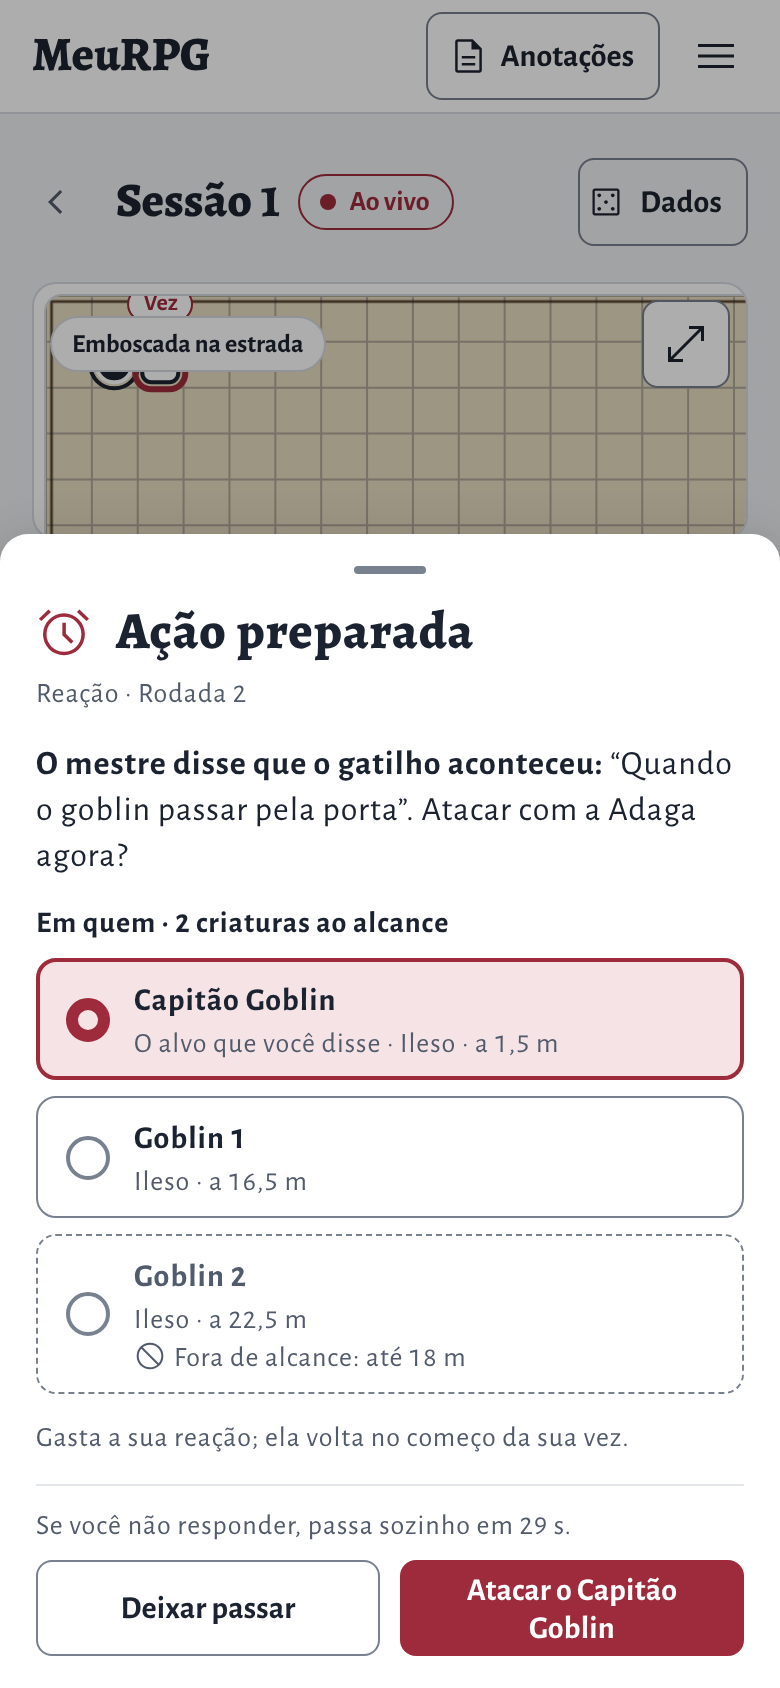 MeuRPG
Anotações
Sessão 1
Ao vivo
Dados
Vez
Emboscada na estrada
Ação preparada
Reação · Rodada 2
O mestre disse que o gatilho aconteceu: “Quando
o goblin passar pela porta”. Atacar com a Adaga
agora?
Em quem · 2 criaturas ao alcance
Capitão Goblin
O alvo que você disse · Ileso · a 1,5 m
Goblin 1
Ileso · a 16,5 m
Goblin 2
Ileso · a 22,5 m
Fora de alcance: até 18 m
Gasta a sua reação; ela volta no começo da sua vez.
Se você não responder, passa sozinho em 29 s.
Deixar passar
Atacar o Capitão
Goblin